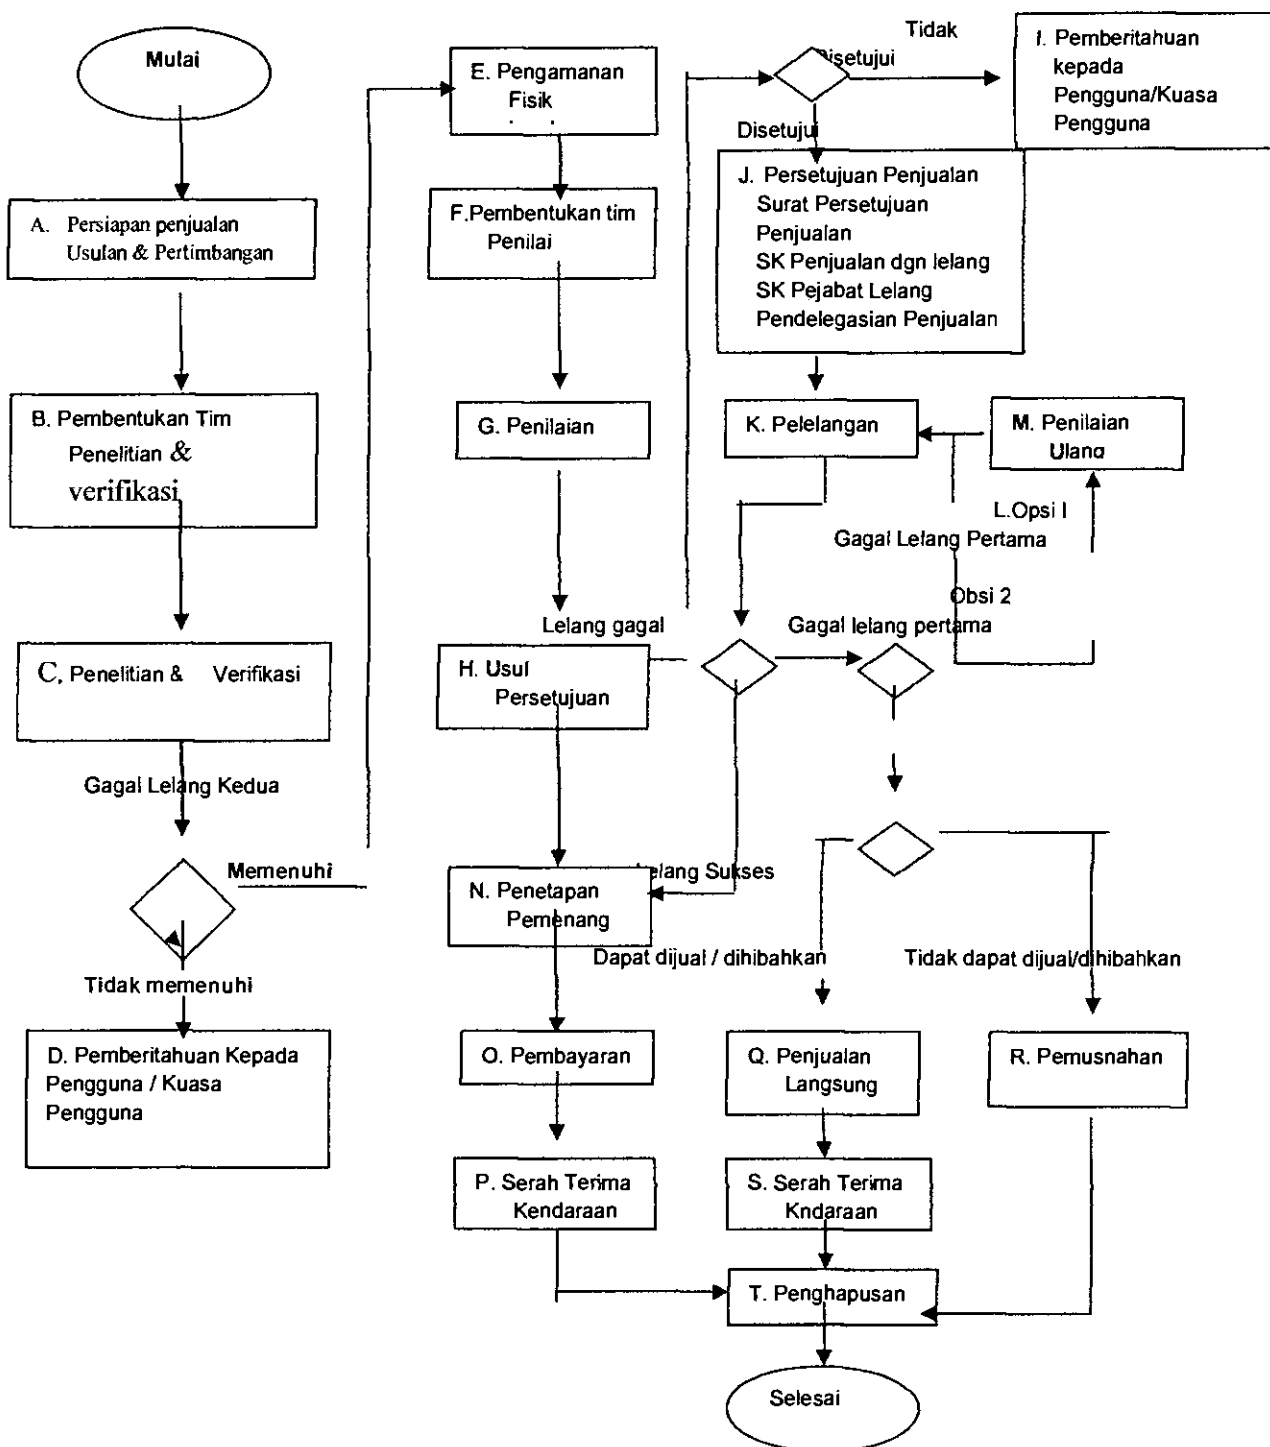 Mulai
A. Persiapan penjualan
Usulan & Pertimbangan
B. Pembentukan Tim
Penelitian &
verifikasi
C, Penelitian & Verifikasi
Gagal Lelang Kedua
Memenuhi
Tidak memenuhi
D. Pemberitahuan Kepada
Pengguna / Kuasa
Pengguna
E. Pengamanan
Fisik
F.Pembentukan tim
Penilai
G. Penilaian
Lelang gagal
H. Usul
Persetujuan
elang Sukses
N. Penetapan
Pemenang
Dapat dijual / dihibahkan
O. Pembayaran
P. Serah Terima
Kendaraan
Tidak
Disetujui
I. Pemberitahuan
kepada
Pengguna/Kuasa
Pengguna
Disetujui
J. Persetujuan Penjualan
Surat Persetujuan
Penjualan
SK Penjualan dgn lelang
SK Pejabat Lelang
Pendelegasian Penjualan
K. Pelelangan
M. Penilaian
Ulang
L.Opsi I
Gagal Lelang Pertama
Obsi 2
Gagal lelang pertama
Tidak dapat dijual/dihibahkan
Q. Penjualan
Langsung
R. Pemusnahan
S. Serah Terima
Kndaraan
T. Penghapusan
Selesai